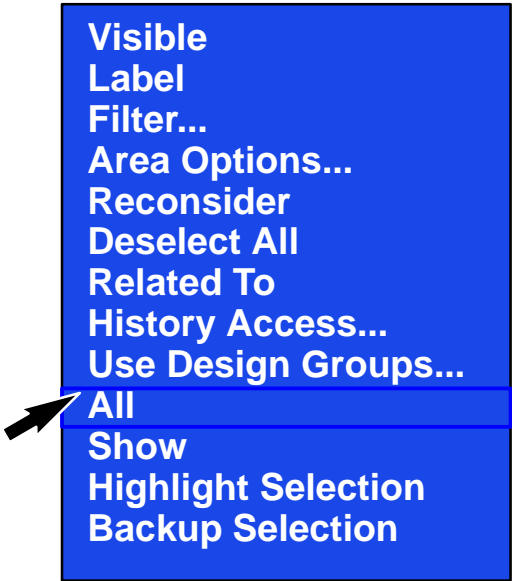 Visible
Label
Filter...
Area Options...
Reconsider
Deselect All
Related To
History Access...
Use Design Groups...
All
Show
Highlight Selection
Backup Selection